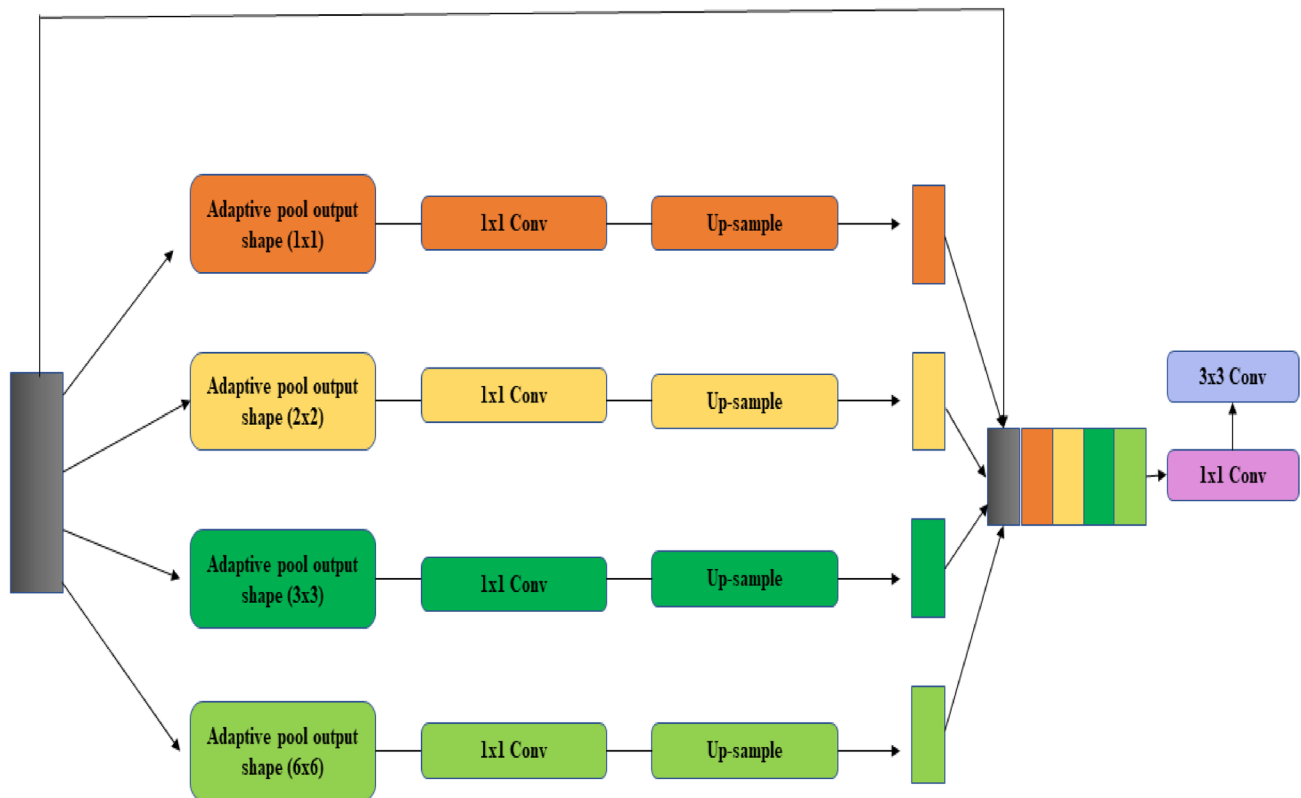 Adaptive pool output
shape (1x1)
1x1 Conv
Up-sample
Adaptive pool output
shape (2x2)
1x1 Conv
Up-sample
Adaptive pool output
shape (3x3)
1x1 Conv
Up-sample
Adaptive pool output
shape (6x6)
1x1 Conv
Up-sample
3x3 Conv
1x1 Conv